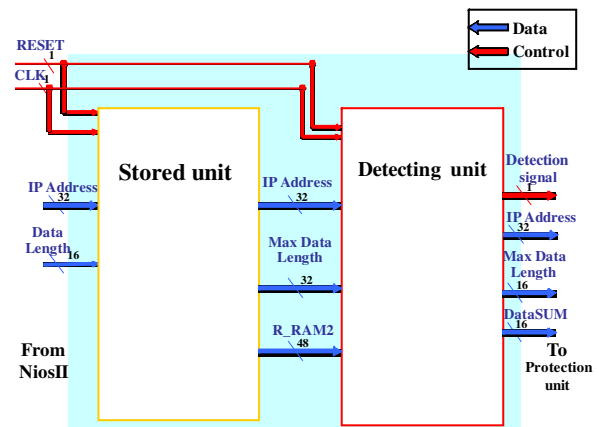 Data
Control
RESET
1
CLK
1
Stored unit
Detecting unit
IP Address
32
Data
Length
16
IP Address
32
Max Data
Length
32
R_RAM2
48
Detection
signal
1
IP Address
32
Max Data
Length
16
DataSUM
16
From
NiosII
To
Protection
unit